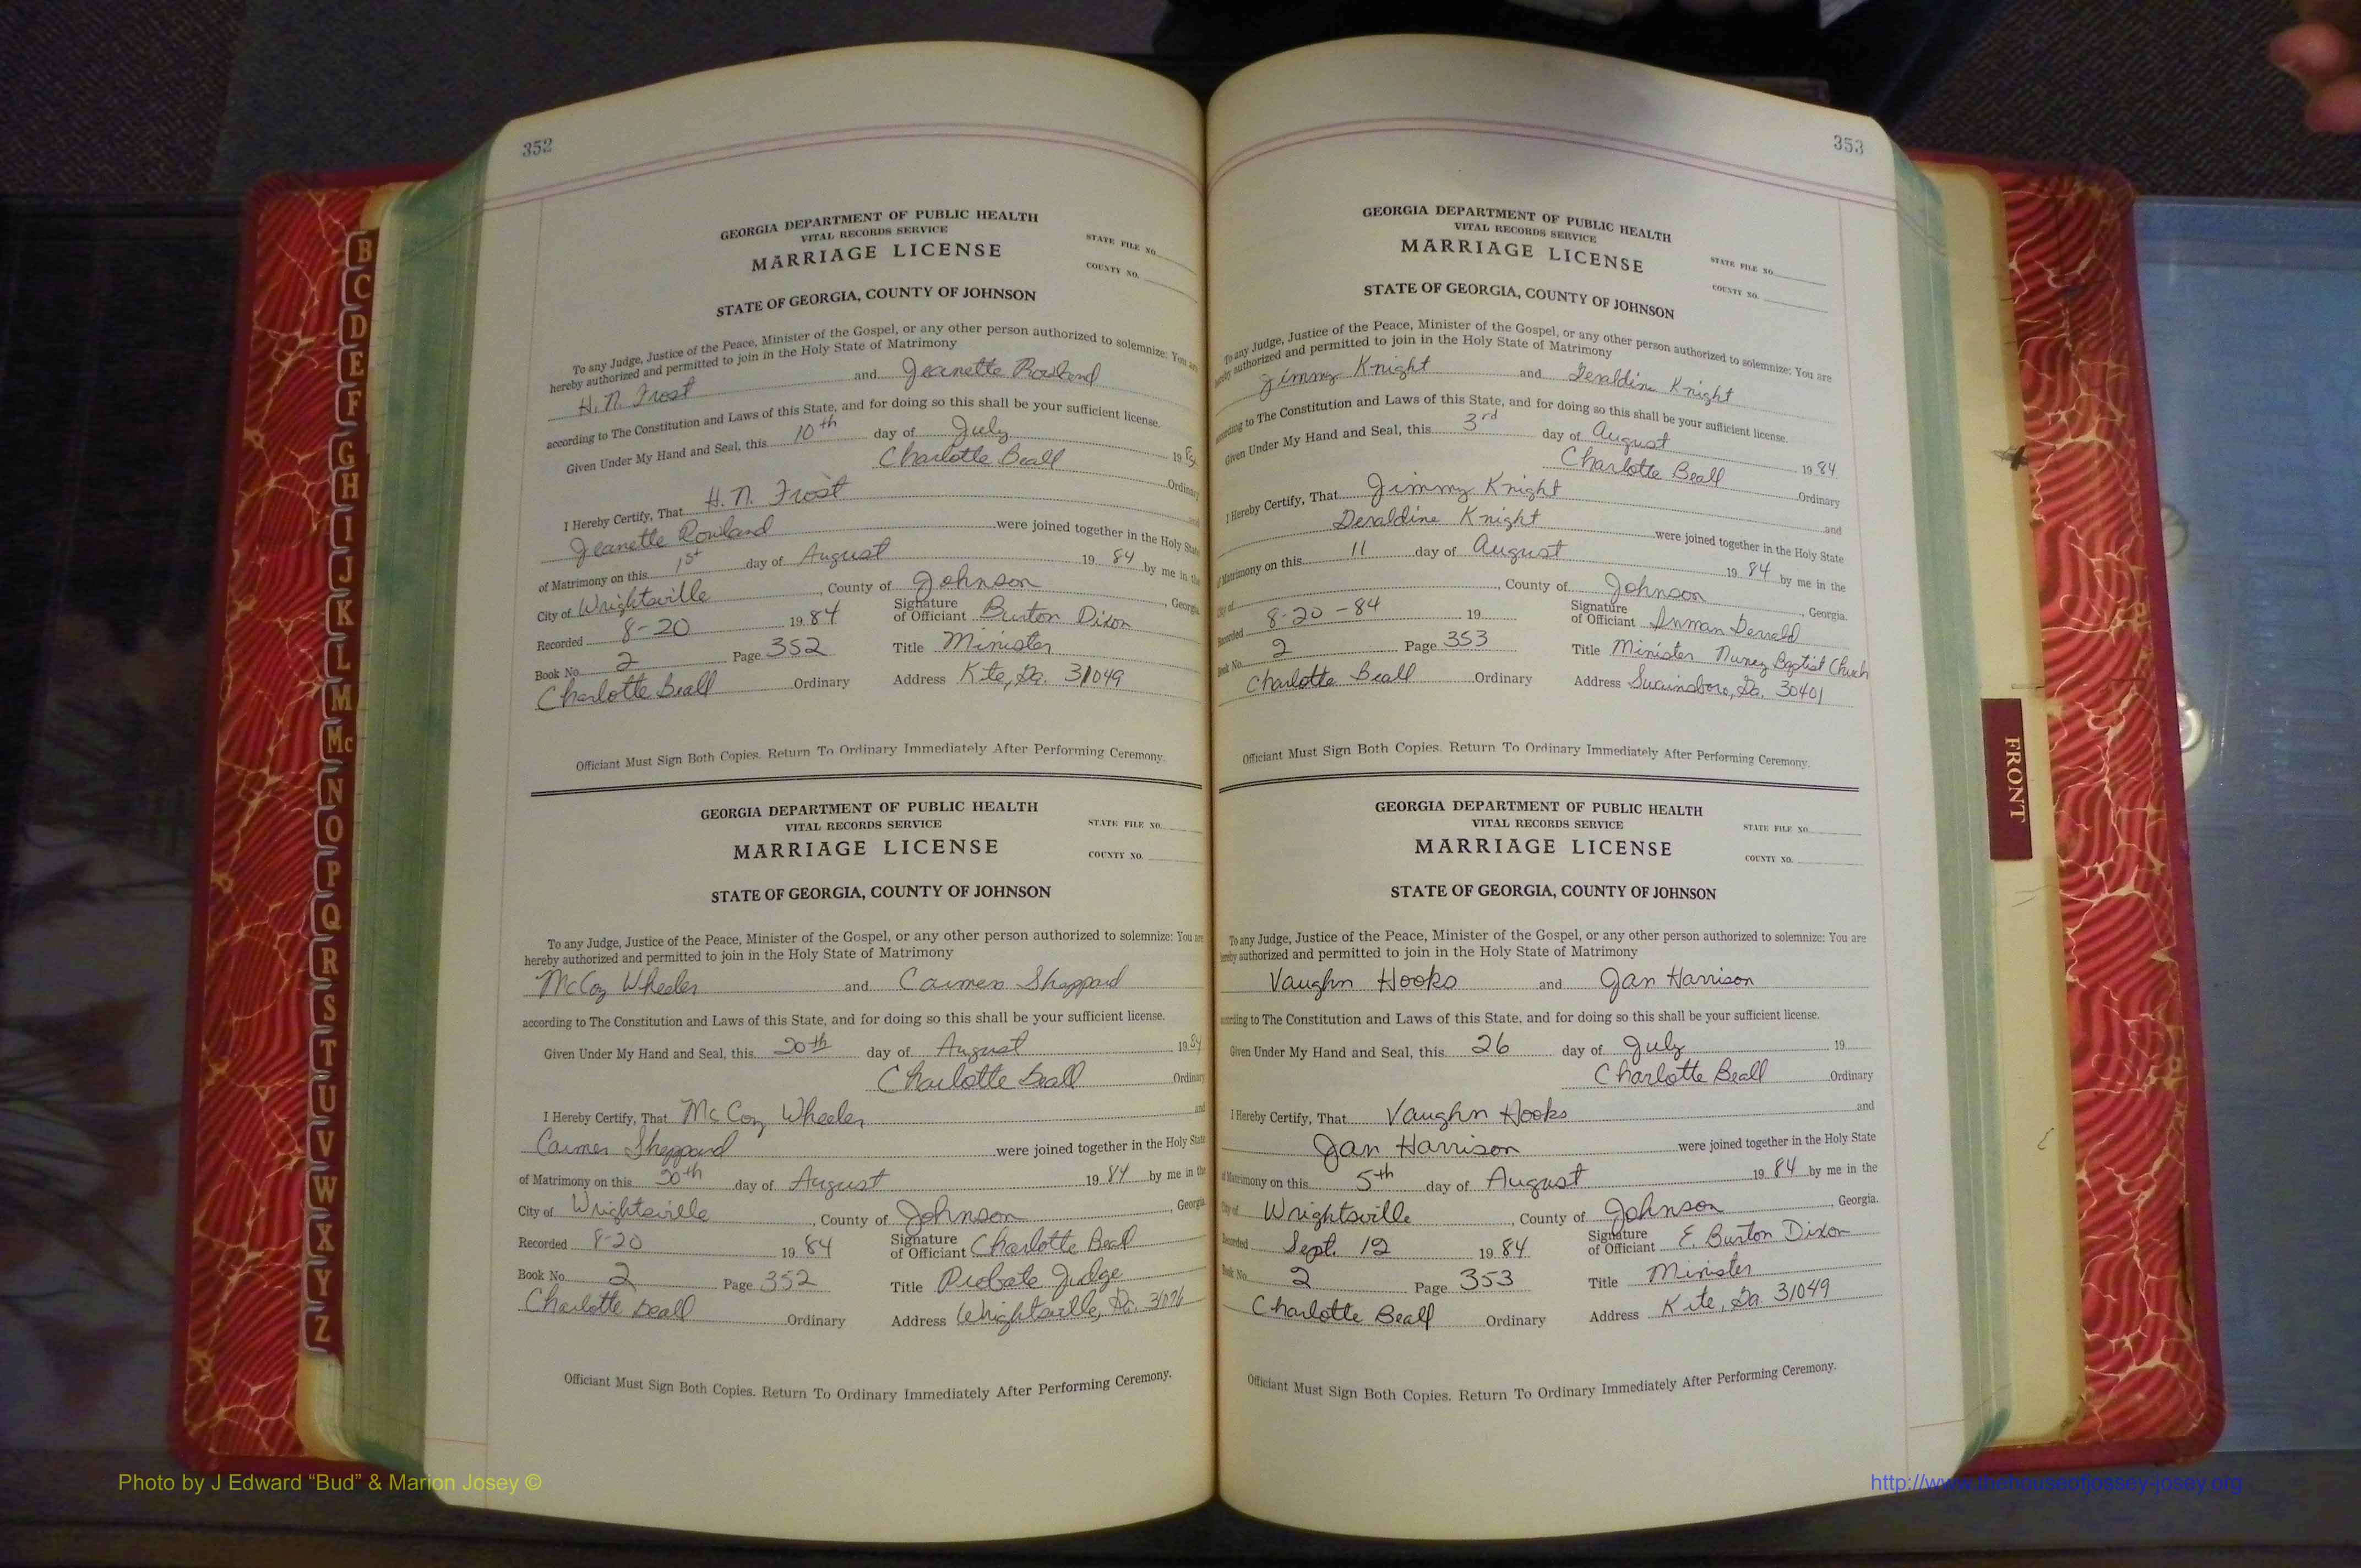 352
GEORGIA DEPARTMENT OF PUBLIC HEALTH
VITAL RECORDS SERVICE
MARRIAGE LICENSE
STATE FILE NO.
COUNTY NO.
STATE OF GEORGIA, COUNTY OF JOHNSON
To any Judge, Justice of the Peace, Minister of the Gospel, or any other person authorized to solemnize: You are
hereby authorized and permitted to join in the Holy State of Matrimony
H. N. Frost and Jeanette Rowland
according to The Constitution and Laws of this State, and for doing so this shall be your sufficient license.
Given Under My Hand and Seal, this 10th day of July 19
Charlotte Beall Ordinary
I Hereby Certify, That H. N. Frost and
Jeanette Rowland were joined together in the Holy State
of Matrimony on this 1st day of August 19 84 by me in the
City of Wrightsville, County of Johnson, Georgia
Recorded 8-20 19 84 Signature of Officiant Burton Dixon
Book No. 2 Page 352 Title Minister
Charlotte Beall Ordinary Address Kite, Ga. 31049
Officiant Must Sign Both Copies. Return To Ordinary Immediately After Performing Ceremony.
GEORGIA DEPARTMENT OF PUBLIC HEALTH
VITAL RECORDS SERVICE
MARRIAGE LICENSE
STATE FILE NO.
COUNTY NO.
STATE OF GEORGIA, COUNTY OF JOHNSON
To any Judge, Justice of the Peace, Minister of the Gospel, or any other person authorized to solemnize: You are
hereby authorized and permitted to join in the Holy State of Matrimony
McCoy Wheeler and Carmen Sheppard
according to The Constitution and Laws of this State, and for doing so this shall be your sufficient license.
Given Under My Hand and Seal, this 20th day of August 19 84
Charlotte Beall Ordinary
I Hereby Certify, That McCoy Wheeler and
Carmen Sheppard were joined together in the Holy State
of Matrimony on this 20th day of August 19 84 by me in the
City of Wrightsville, County of Johnson, Georgia
Recorded 8-20 19 84 Signature of Officiant Charlotte Beall
Book No. 2 Page 352 Title Probate Judge
Charlotte Beall Ordinary Address Wrightsville, Ga. 31096
Officiant Must Sign Both Copies. Return To Ordinary Immediately After Performing Ceremony.
353
GEORGIA DEPARTMENT OF PUBLIC HEALTH
VITAL RECORDS SERVICE
MARRIAGE LICENSE
STATE FILE NO.
COUNTY NO.
STATE OF GEORGIA, COUNTY OF JOHNSON
To any Judge, Justice of the Peace, Minister of the Gospel, or any other person authorized to solemnize: You are
hereby authorized and permitted to join in the Holy State of Matrimony
Jimmy Knight and Geraldine Knight
according to The Constitution and Laws of this State, and for doing so this shall be your sufficient license.
Given Under My Hand and Seal, this 3rd day of August 19 84
Charlotte Beall Ordinary
I Hereby Certify, That Jimmy Knight and
Geraldine Knight were joined together in the Holy State
of Matrimony on this 11 day of August 19 84 by me in the
City of , County of Johnson, Georgia.
Recorded 8-20-84 19 Signature of Officiant Inman Gerrald
Book No. 2 Page 353 Title Minister Nunez Baptist Church
Charlotte Beall Ordinary Address Swainsboro, Ga. 30401
Officiant Must Sign Both Copies. Return To Ordinary Immediately After Performing Ceremony.
GEORGIA DEPARTMENT OF PUBLIC HEALTH
VITAL RECORDS SERVICE
MARRIAGE LICENSE
STATE FILE NO.
COUNTY NO.
STATE OF GEORGIA, COUNTY OF JOHNSON
To any Judge, Justice of the Peace, Minister of the Gospel, or any other person authorized to solemnize: You are
hereby authorized and permitted to join in the Holy State of Matrimony
Vaughn Hooks and Jan Harrison
according to The Constitution and Laws of this State, and for doing so this shall be your sufficient license.
Given Under My Hand and Seal, this 26 day of July 19
Charlotte Beall Ordinary
I Hereby Certify, That Vaughn Hooks and
Jan Harrison were joined together in the Holy State
of Matrimony on this 5th day of August 19 84 by me in the
City of Wrightsville, County of Johnson, Georgia.
Recorded Sept. 12 19 84 Signature of Officiant E. Burton Dixon
Book No. 2 Page 353 Title Minister
Charlotte Beall Ordinary Address Kite, Ga 31049
Officiant Must Sign Both Copies. Return To Ordinary Immediately After Performing Ceremony.
B
C
D
E
F
G
H
I
J
K
L
M
Mc
N
O
P
Q
R
S
T
U
V
W
X
Y
Z
FRONT
Photo by J Edward “Bud” & Marion Josey ©
http://www.thehouseofjossey-josey.org